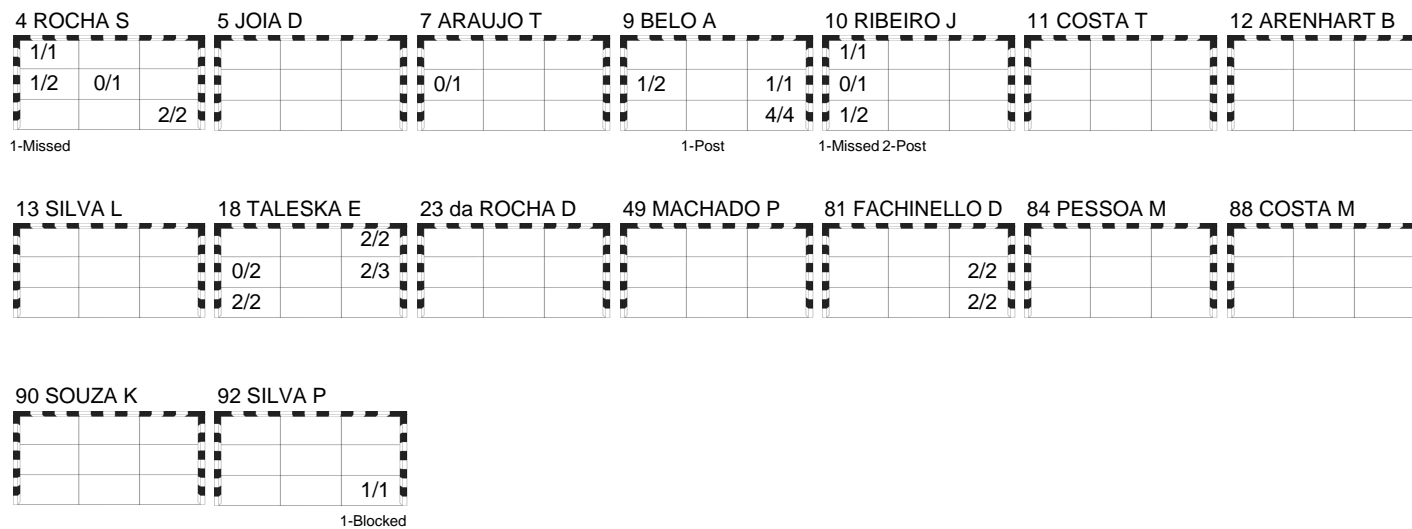 4 ROCHA S 5 JOIA D 7 ARAUJO T 9 BELO A 10 RIBEIRO J 11 COSTA T 12 ARENHART B
1/1 1/1
1/2 0/1 0/1 1/2 1/1 0/1
2/2 4/4 1/2
1-Missed 1-Post 1-Missed 2-Post
13 SILVA L 18 TALESKA E 23 da ROCHA D 49 MACHADO P 81 FACHINELLO D 84 PESSOA M 88 COSTA M
2/2
0/2 2/3 2/2
2/2 2/2
90 SOUZA K 92 SILVA P
1/1
1-Blocked